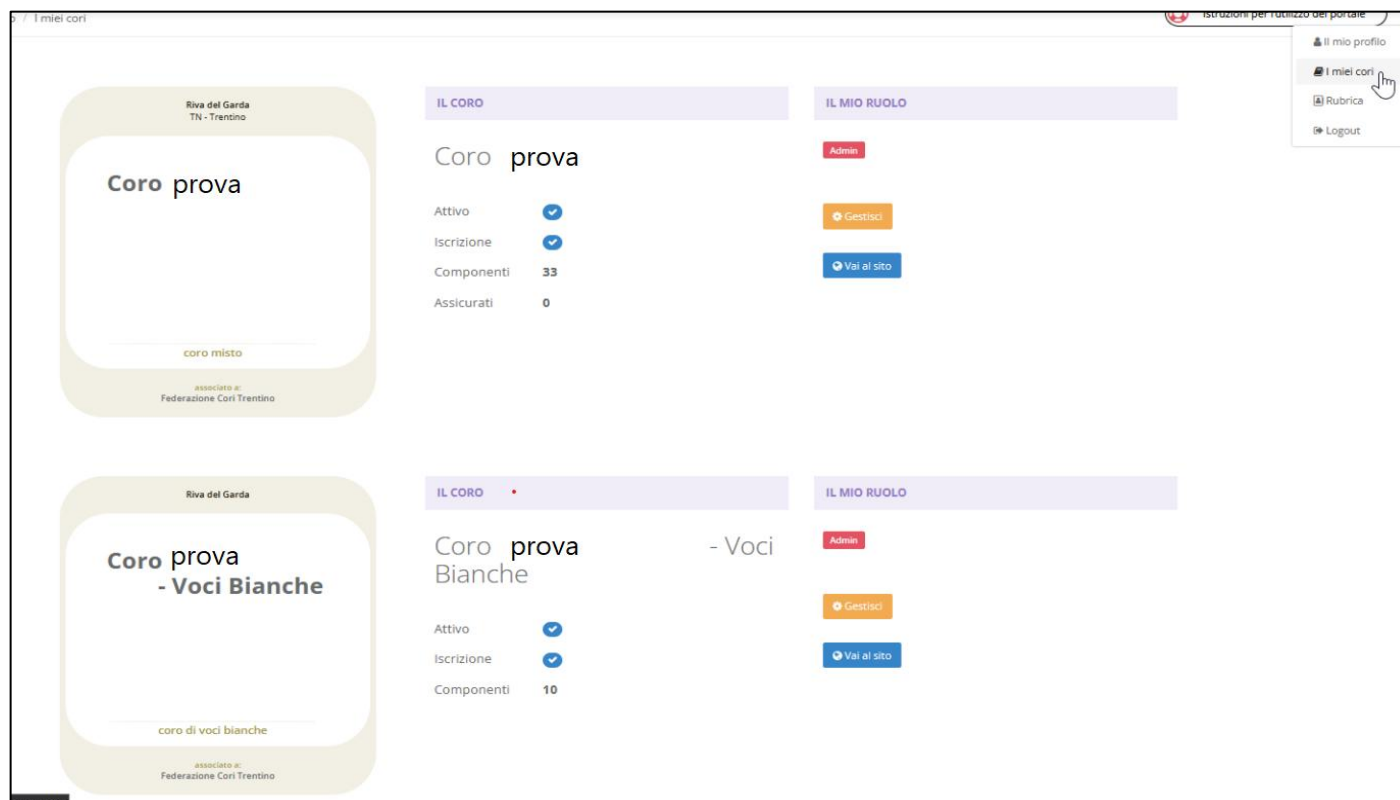 / I miei cori
Istruzioni per l'utilizzo del portale
Il mio profilo
I miei cori
Rubrica
Logout
Riva del Garda
TN - Trentino
Coro prova
coro misto
associato a:
Federazione Cori Trentino
IL CORO
Coro prova
Attivo
Iscrizione
Componenti 33
Assicurati 0
IL MIO RUOLO
Admin
Gestisci
Vai al sito
Riva del Garda
Coro prova
- Voci Bianche
coro di voci bianche
associato a:
Federazione Cori Trentino
IL CORO
Coro prova - Voci
Bianche
Attivo
Iscrizione
Componenti 10
IL MIO RUOLO
Admin
Gestisci
Vai al sito